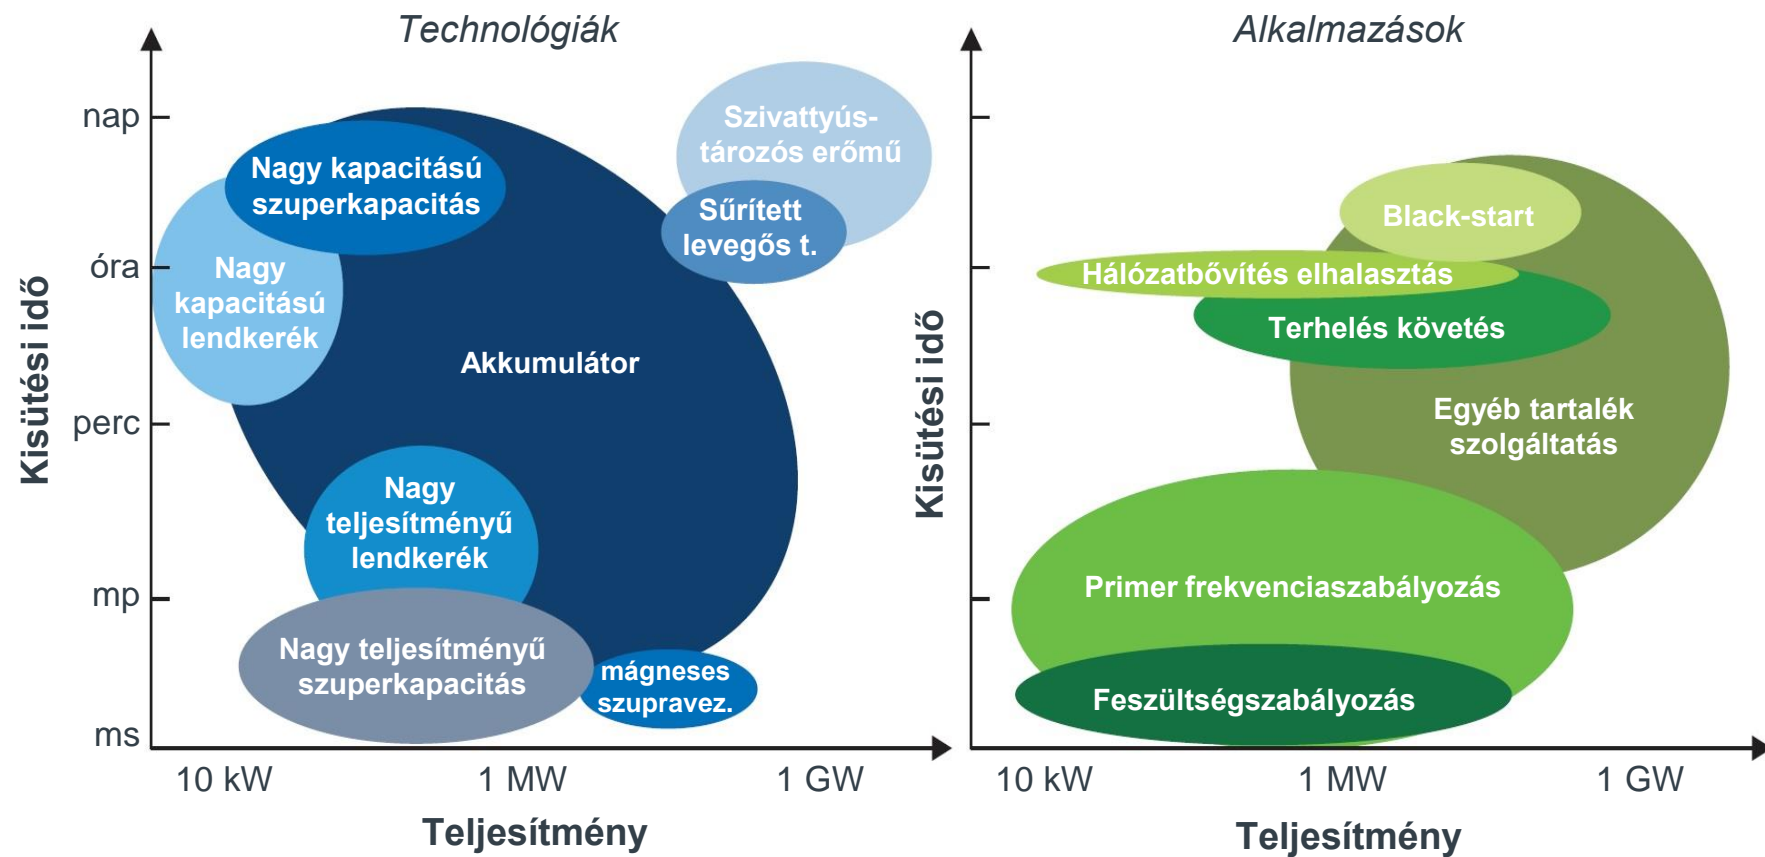 Technológiák
Kisütési idő
nap
óra
perc
mp
ms
Szivattyús-
tározós erőmű
Nagy kapacitású
szuperkapacitás
Sűrített
levegős t.
Nagy
kapacitású
lendkerék
Akkumulátor
Nagy
teljesítményű
lendkerék
Nagy teljesítményű
szuperkapacitás
mágneses
szupravez.
10 kW
1 MW
1 GW
Teljesítmény
Alkalmazások
Kisütési idő
Black-start
Hálózatbővítés elhalasztás
Terhelés követés
Egyéb tartalék
szolgáltatás
Primer frekvenciaszabályozás
Feszültségszabályozás
10 kW
1 MW
1 GW
Teljesítmény